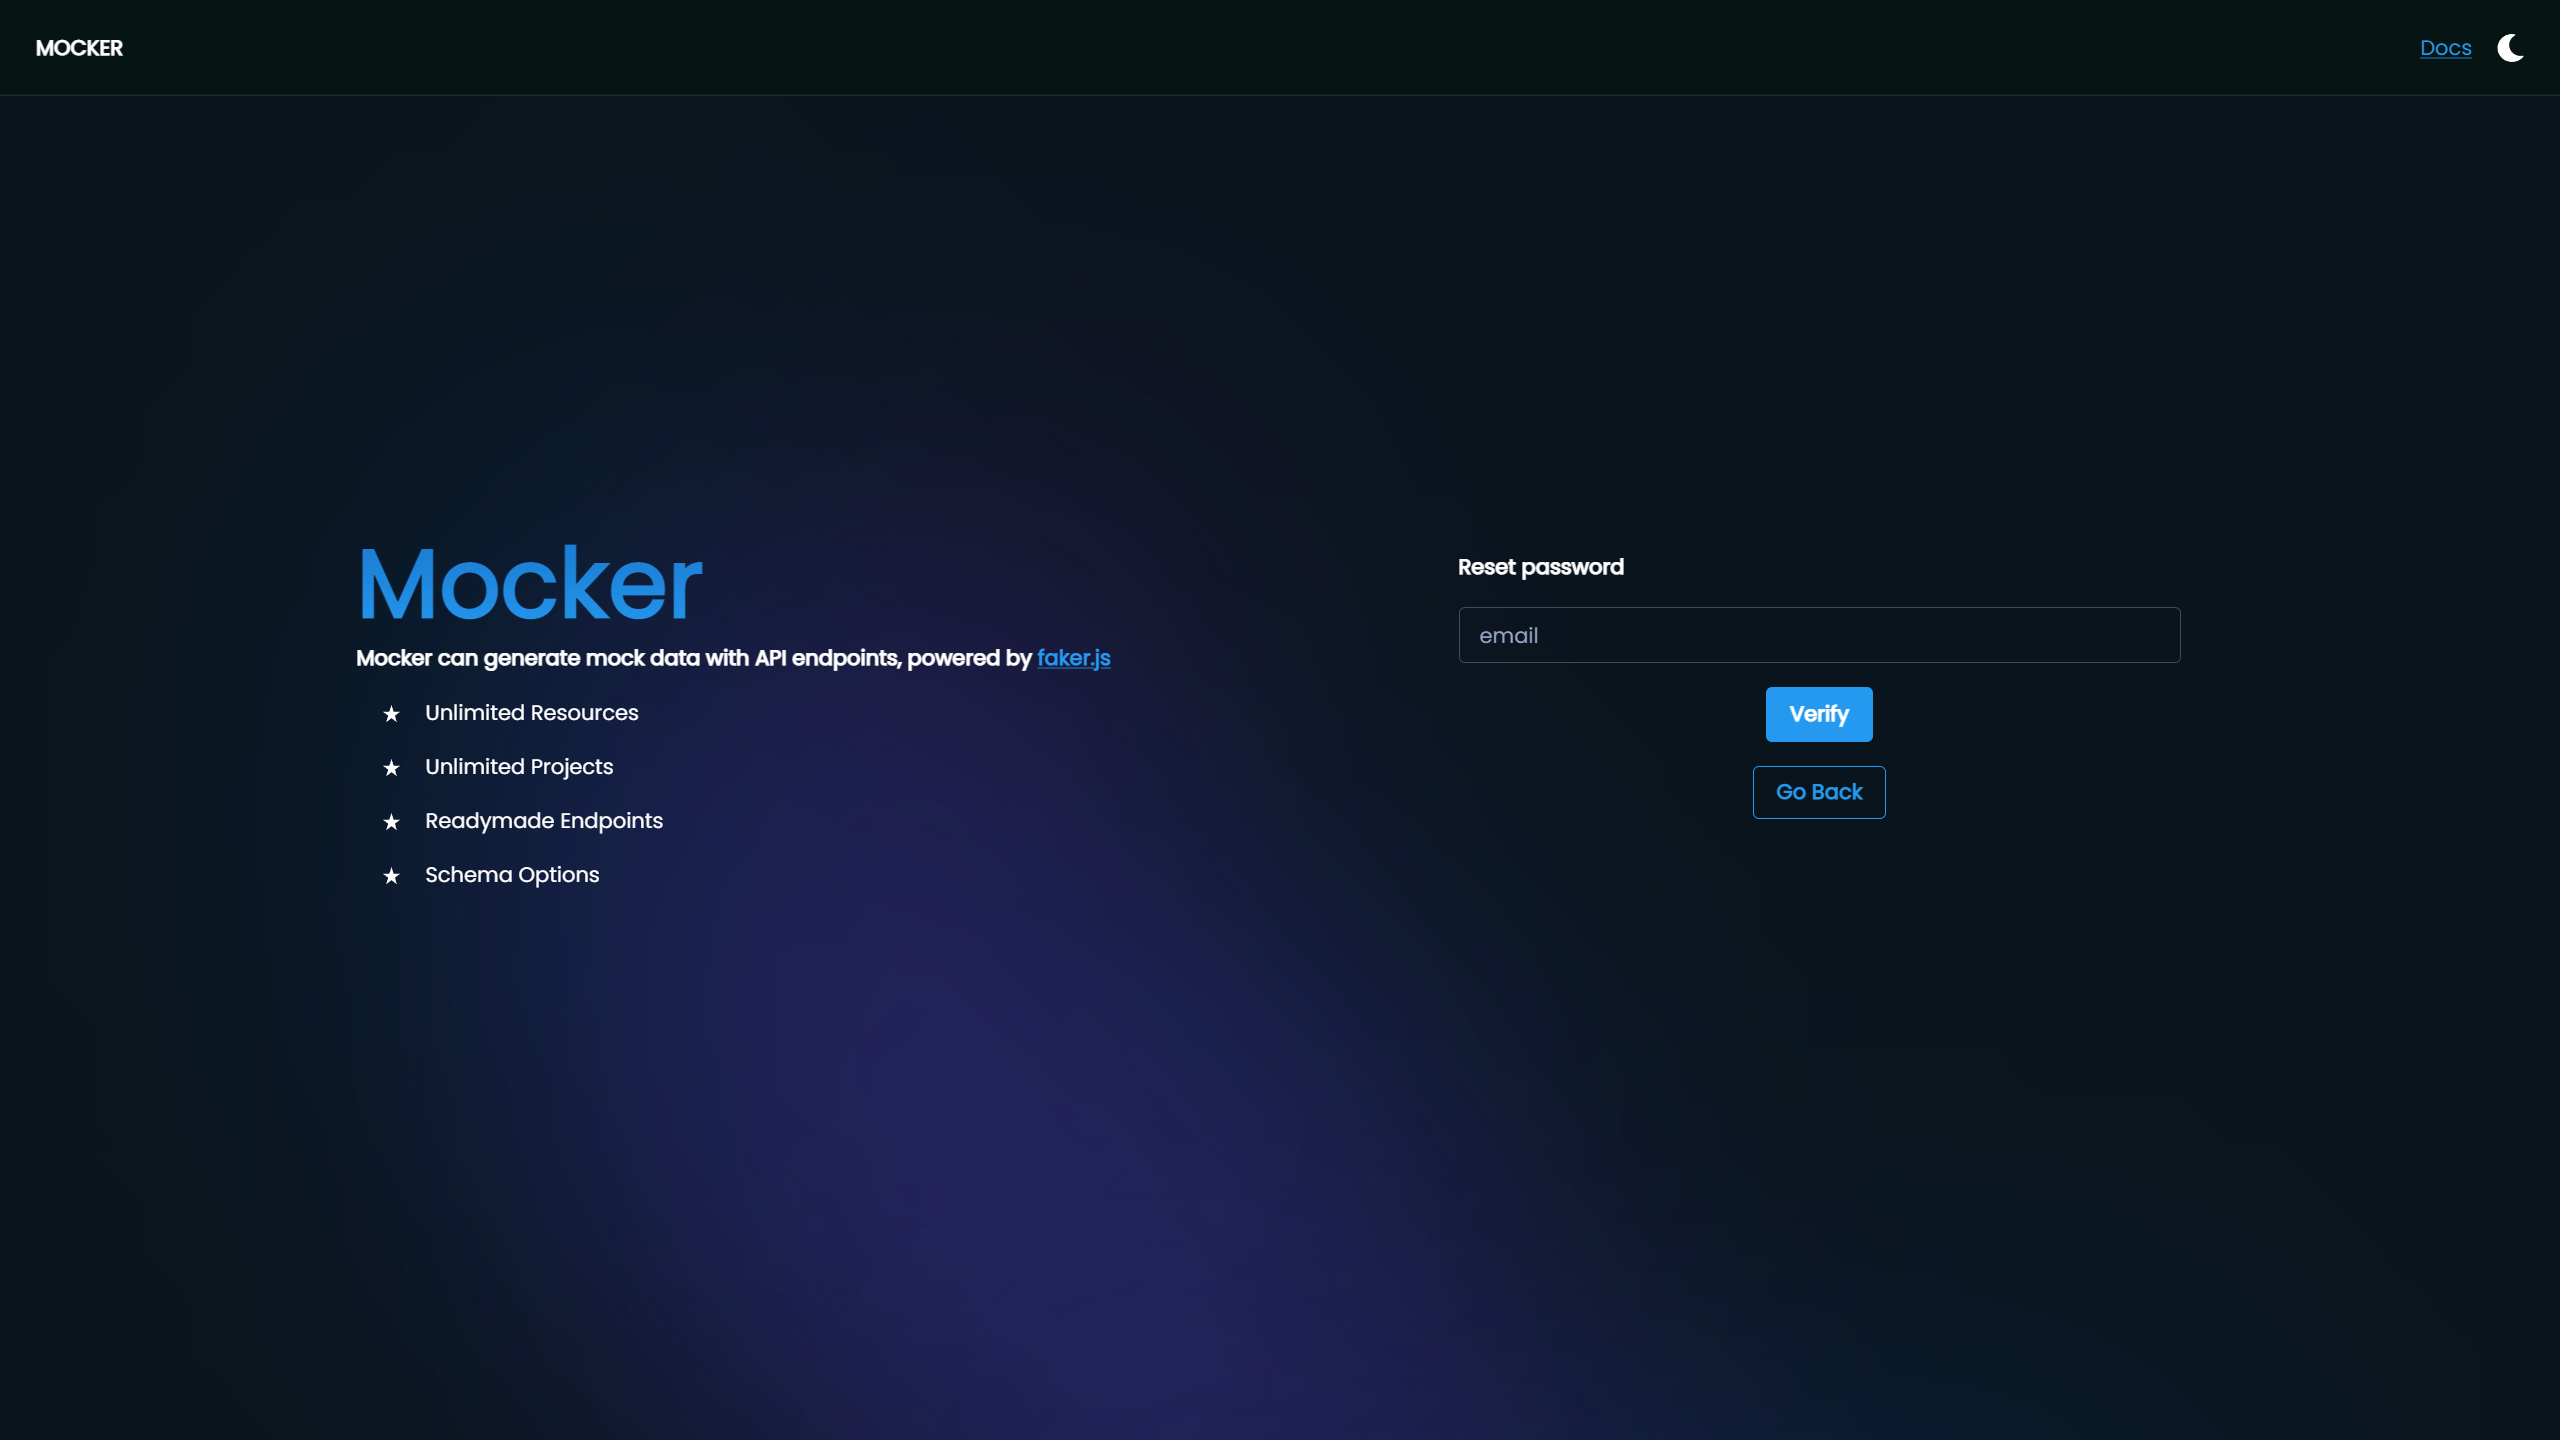 MOCKER
Docs
Mocker
Mocker can generate mock data with API endpoints, powered by faker.js
Unlimited Resources
Unlimited Projects
Readymade Endpoints
Schema Options
Reset password
email
Verify
Go Back